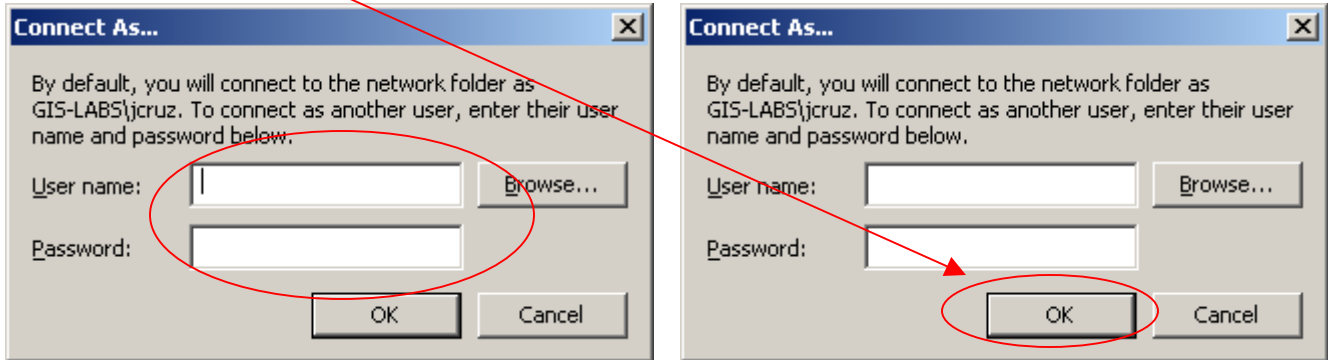 Connect As...
By default, you will connect to the network folder as
GIS-LABS\jcruz. To connect as another user, enter their user
name and password below.
User name:
Browse...
Password:
OK
Cancel
Connect As...
By default, you will connect to the network folder as
GIS-LABS\jcruz. To connect as another user, enter their user
name and password below.
User name:
Browse...
Password:
OK
Cancel